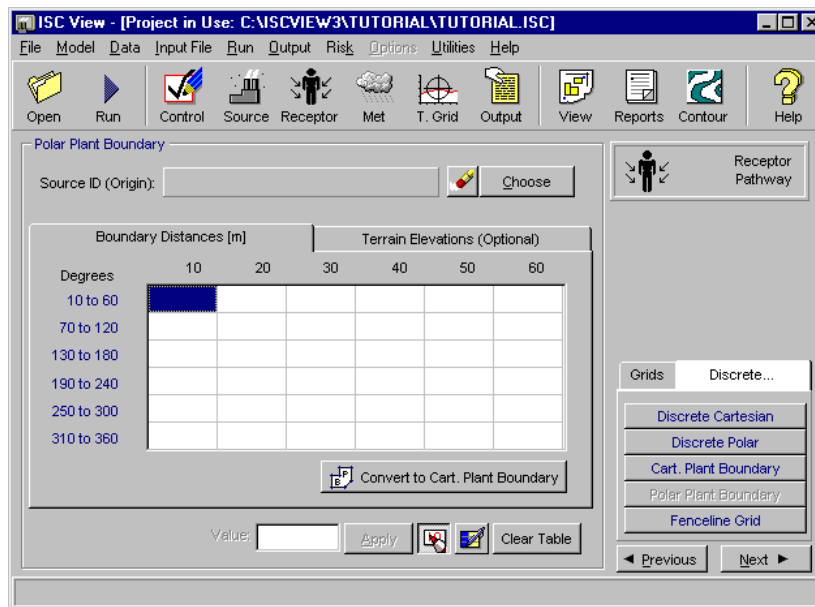 ISC View - [Project in Use: C:\ISCVIEW3\TUTORIAL\TUTORIAL.ISC]
File Model Data Input File Run Output Risk Options Utilities Help
Open Run Control Source Receptor Met T. Grid Output View Reports Contour Help
Polar Plant Boundary
Source ID (Origin):
Choose
Receptor
Pathway
Boundary Distances [m]
Terrain Elevations (Optional)
Degrees 10 20 30 40 50 60
10 to 60
70 to 120
130 to 180
190 to 240
250 to 300
310 to 360
P
B
Convert to Cart. Plant Boundary
Value:
Apply
Clear Table
Grids
Discrete...
Discrete Cartesian
Discrete Polar
Cart. Plant Boundary
Polar Plant Boundary
Fenceline Grid
Previous
Next